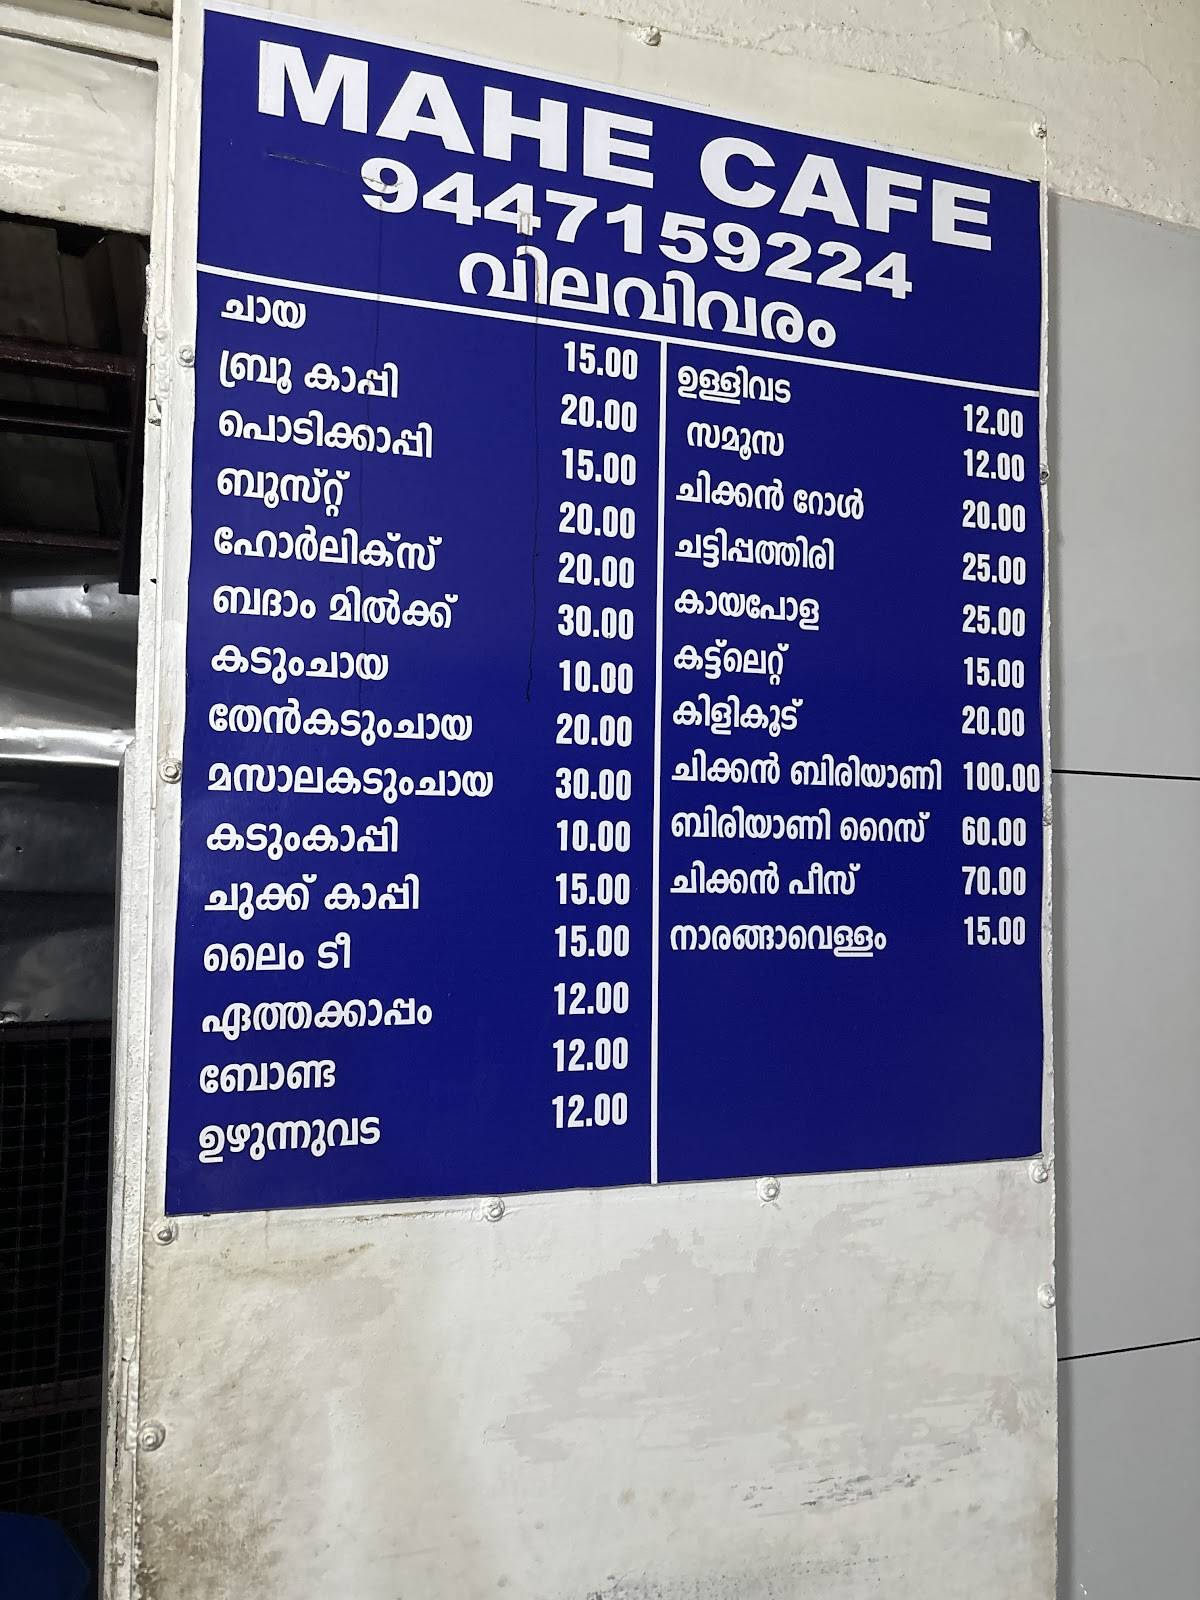 MAHE CAFE
9447159224
വിലവിവരം
ചായ 15.00
ബ്രൂ കാപ്പി 20.00
പൊടിക്കാപ്പി 15.00
ബൂസ്റ്റ് 20.00
ഹോർലിക്സ് 20.00
ബദാം മിൽക്ക് 30.00
കടുംചായ 10.00
തേൻകടുംചായ 20.00
മസാലകടുംചായ 30.00
കടുംകാപ്പി 10.00
ചുക്ക് കാപ്പി 15.00
ലൈം ടീ 15.00
ഏത്തക്കാപ്പം 12.00
ബോണ്ട 12.00
ഉഴുന്നുവട 12.00
ഉള്ളിവട 12.00
സമൂസ 12.00
ചിക്കൻ റോൾ 20.00
ചട്ടിപ്പത്തിരി 25.00
കായപോള 25.00
കട്ട്ലെറ്റ് 15.00
കിളികൂട് 20.00
ചിക്കൻ ബിരിയാണി 100.00
ബിരിയാണി റൈസ് 60.00
ചിക്കൻ പീസ് 70.00
നാരങ്ങാവെള്ളം 15.00